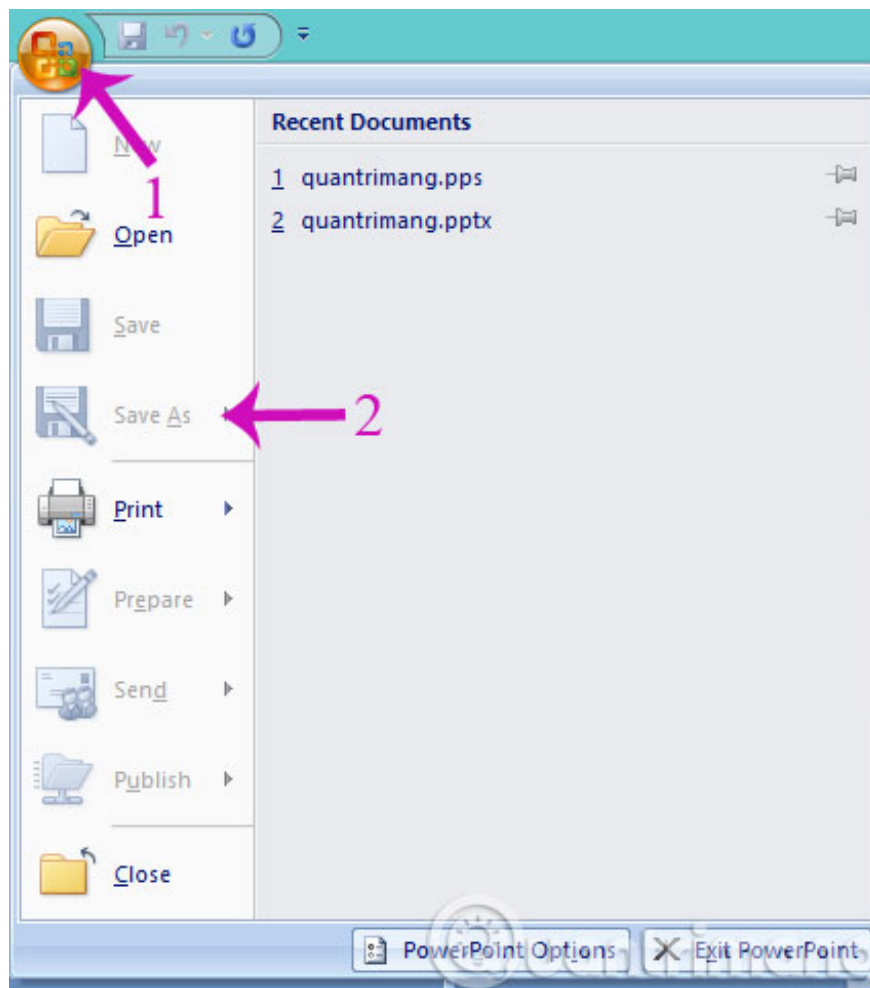 New
1
Open
Save
Save As
2
Print
Prepare
Send
Publish
Close
Recent Documents
1 quantrimang.pps
2 quantrimang.pptx
PowerPoint Options
Exit PowerPoint